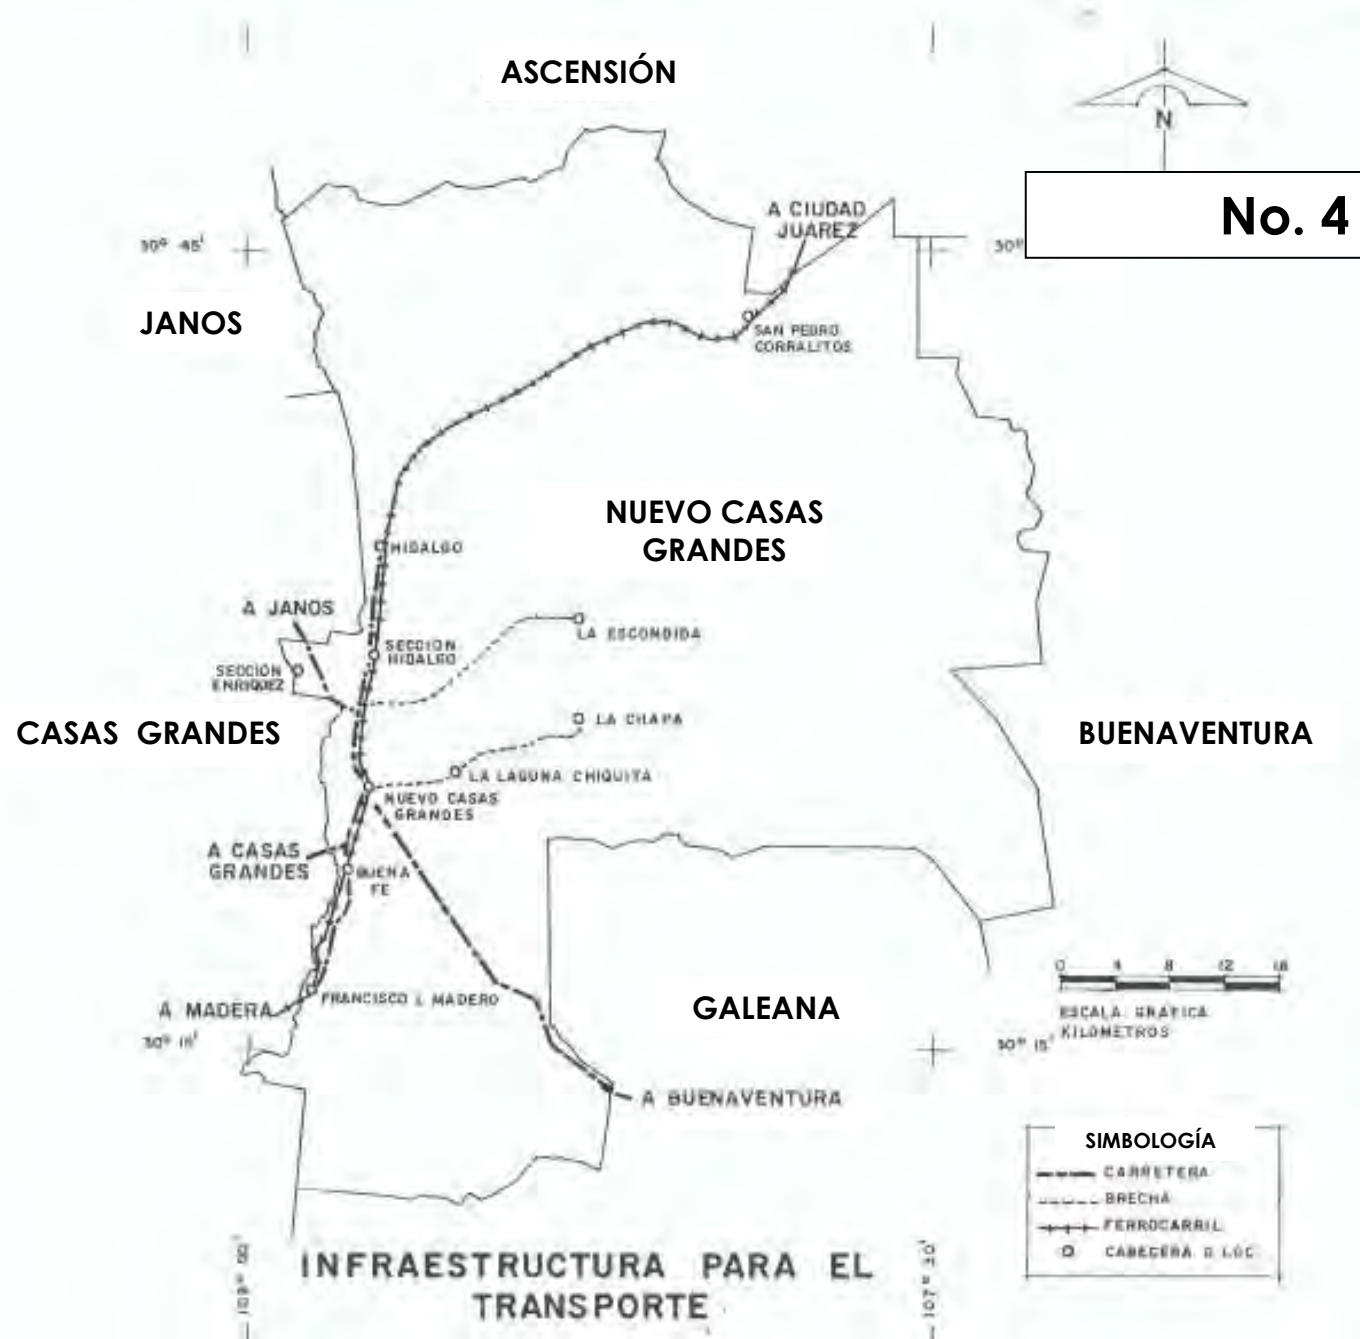 ASCENSIÓN
N
No. 4
A CIUDAD
JUAREZ
30° 45'
30°
JANOS
SAN PEDRO
CORRALITOS
NUEVO CASAS
GRANDES
HIDALGO
A JANOS
LA ESCONDIDA
SECCION
HIDALGO
SECCION
ENRIQUEZ
CASAS GRANDES
LA CHAPA
BUENAVENTURA
LA LAGUNA CHIQUITA
NUEVO CASAS
GRANDES
A CASAS
GRANDES
BUENA
FE
0 4 8 12 16
A MADERA
FRANCISCO I. MADERO
GALEANA
ESCALA GRAFICA
KILOMETROS
30° 15'
30° 15'
A BUENAVENTURA
SIMBOLOGÍA
CARRETERA
BRECHA
FERROCARRIL
CABECERA O LOC
INFRAESTRUCTURA PARA EL
TRANSPORTE
107° 30'